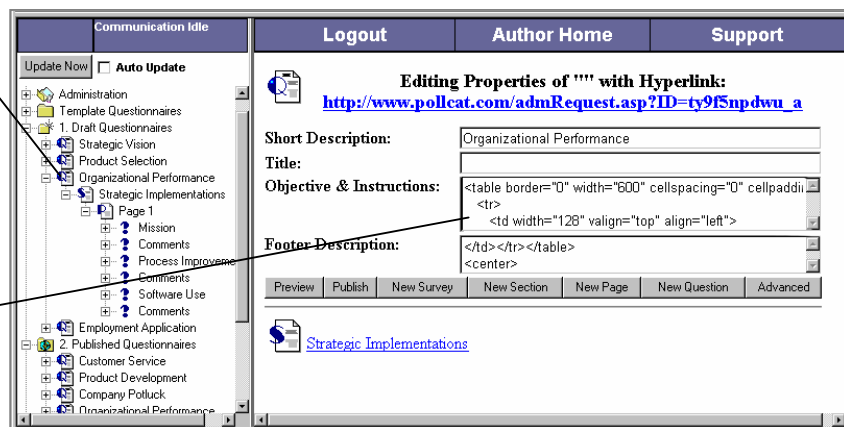 Communication Idle
Logout
Author Home
Support
Update Now
Auto Update
Administration
Template Questionnaires
1. Draft Questionnaires
Strategic Vision
Product Selection
Organizational Performance
Strategic Implementations
Page 1
Mission
Comments
Process Improveme
Comments
Software Use
Comments
Employment Application
2. Published Questionnaires
Customer Service
Product Development
Company Potluck
Organizational Performance
Editing Properties of "" with Hyperlink:
http://www.pollcat.com/admRequest.asp?ID=ty9f5npdwu_a
Short Description: Organizational Performance
Title:
Objective & Instructions: <table border="0" width="600" cellspacing="0" cellpaddi
<tr>
<td width="128" valign="top" align="left">
Footer Description: </td></tr></table>
<center>
Preview Publish New Survey New Section New Page New Question Advanced
Strategic Implementations